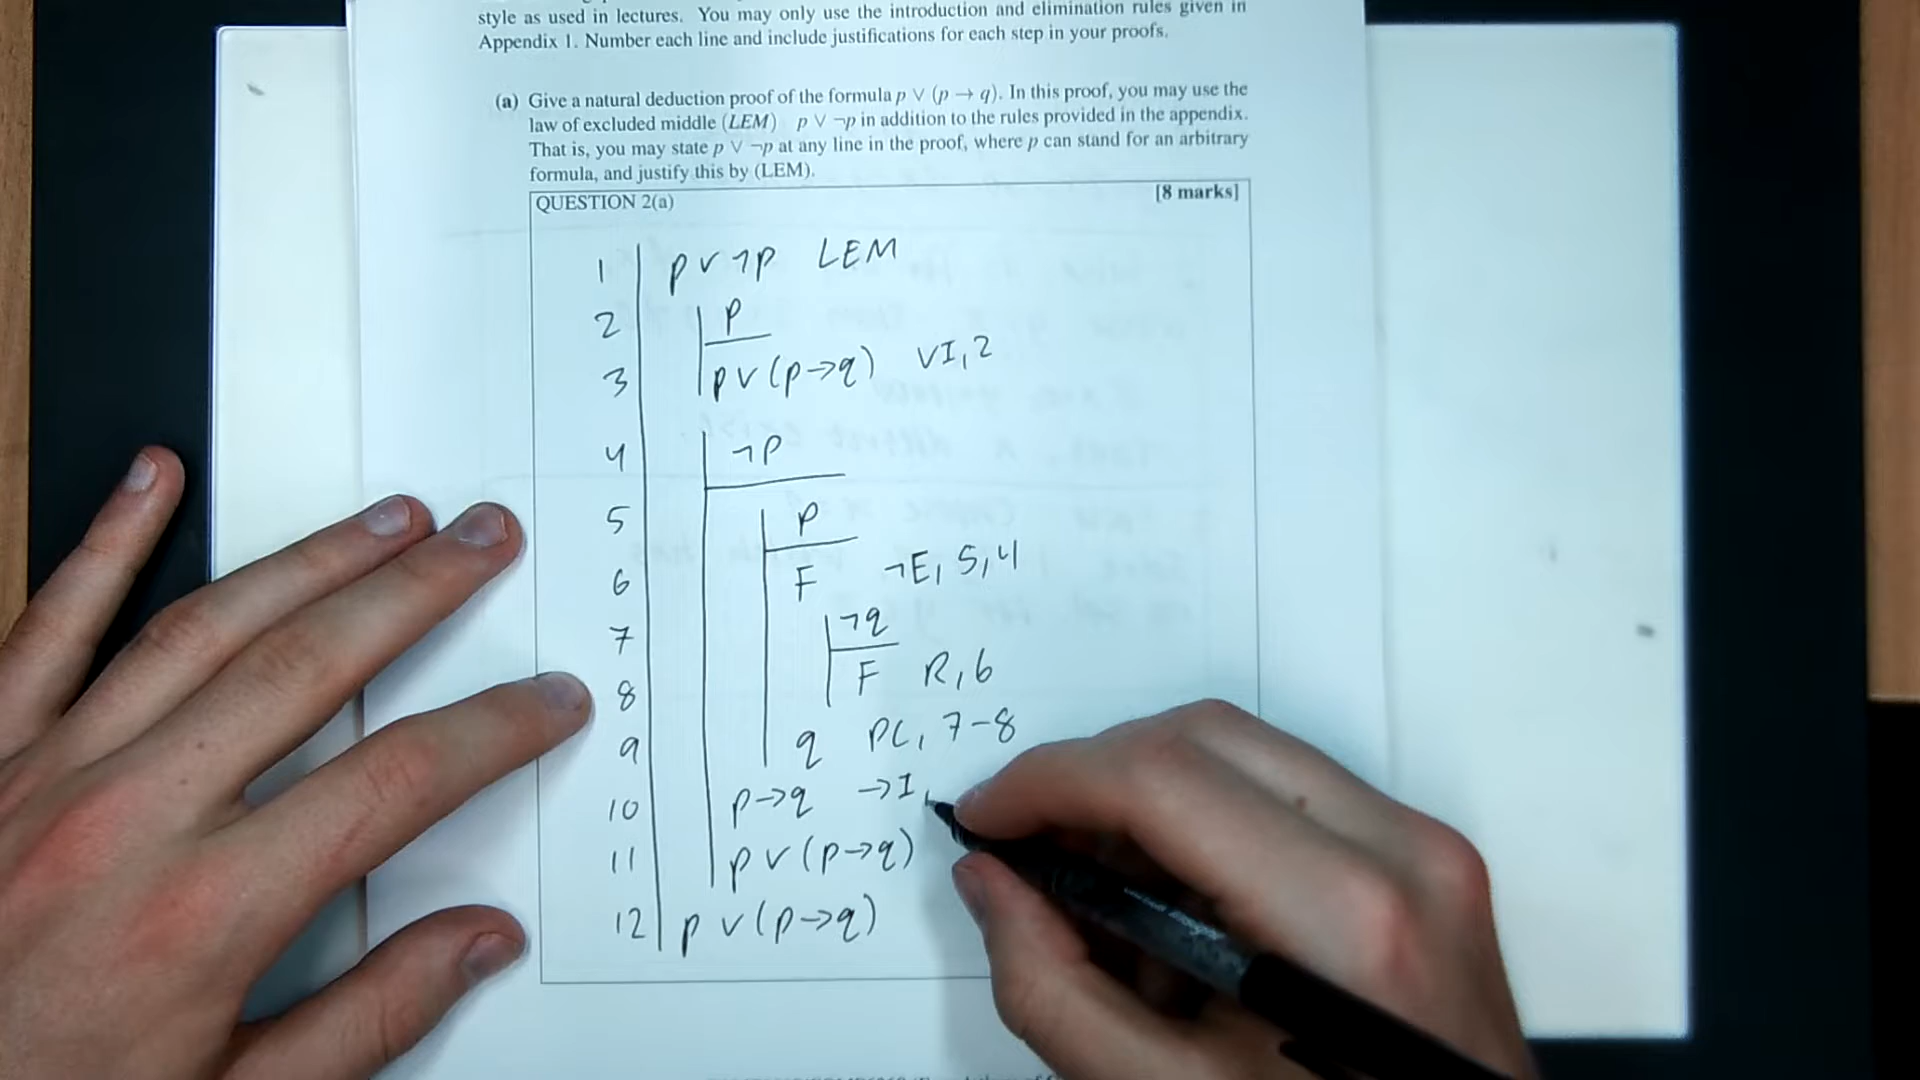 style as used in lectures. You may only use the introduction and elimination rules given in
Appendix 1. Number each line and include justifications for each step in your proofs.
(a) Give a natural deduction proof of the formula p ∨ (p → q). In this proof, you may use the
law of excluded middle (LEM) p ∨ ¬p in addition to the rules provided in the appendix.
That is, you may state p ∨ ¬p at any line in the proof, where p can stand for an arbitrary
formula, and justify this by (LEM).
QUESTION 2(a) [8 marks]
1 p ∨ ¬p LEM
2 p
3 p ∨ (p → q) ∨I, 2
4 ¬p
5 p
6 F ¬E, 5,4
7 ¬q
8 F R, 6
9 q PC, 7-8
10 p → q → I,
11 p ∨ (p → q)
12 p ∨ (p → q)